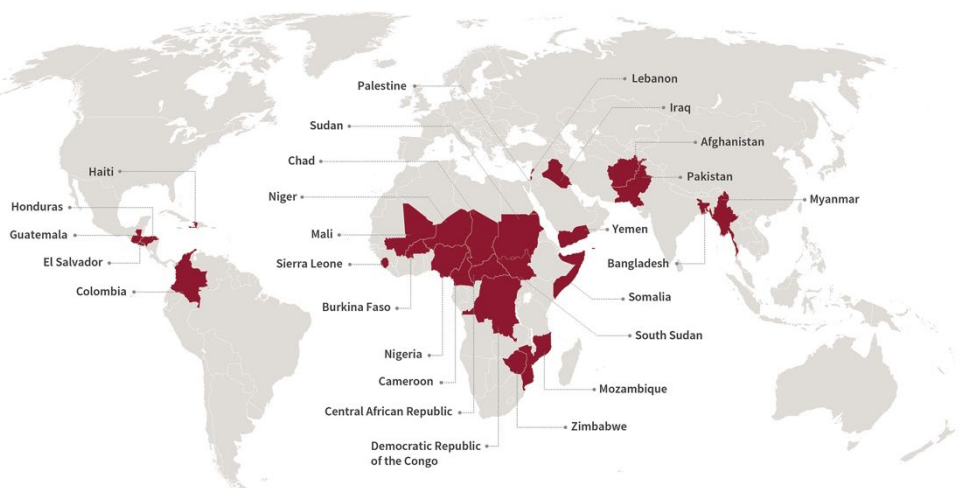 Lebanon
Palestine
Iraq
Sudan
Afghanistan
Chad
Haiti
Pakistan
Niger
Myanmar
Honduras
Yemen
Mali
Guatemala
El Salvador
Sierra Leone
Bangladesh
Colombia
Somalia
Burkina Faso
South Sudan
Nigeria
Cameroon
Mozambique
Central African Republic
Zimbabwe
Democratic Republic
of the Congo